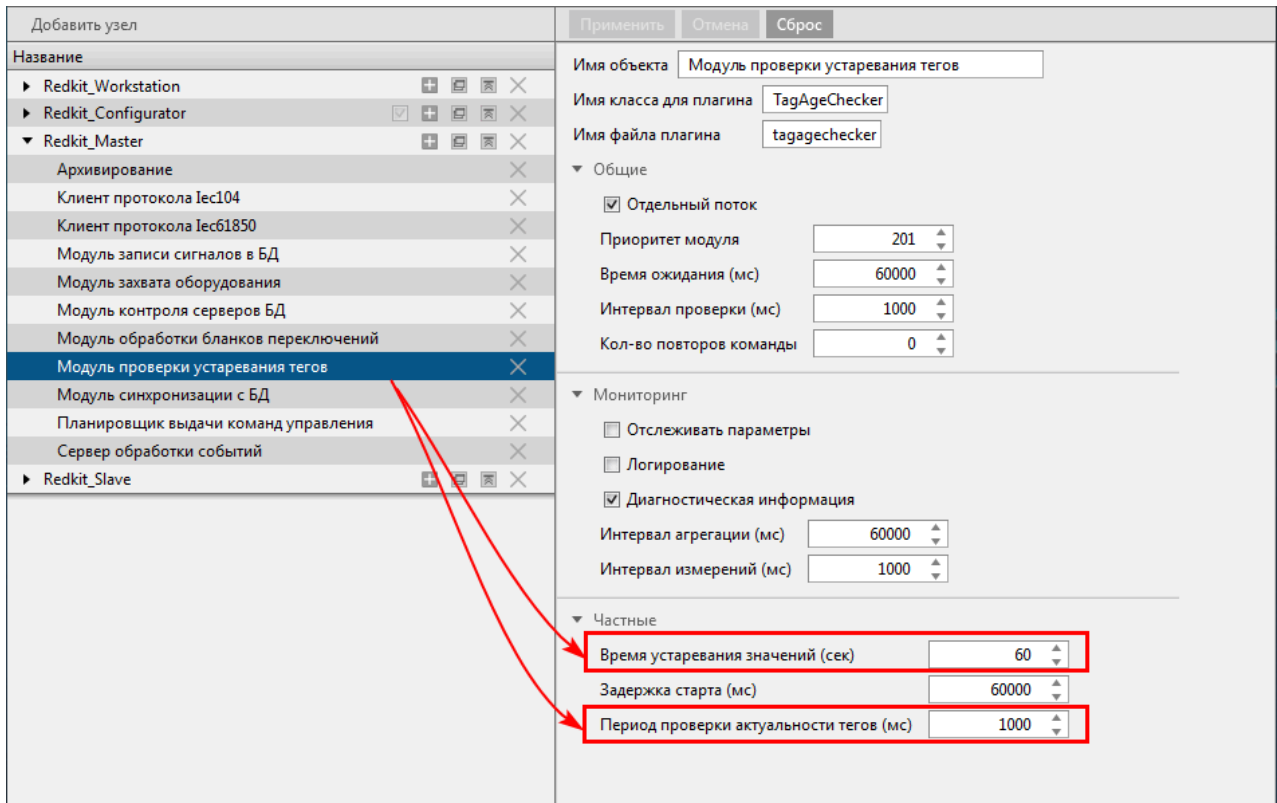 Добавить узел
Название
Redkit_Workstation
Redkit_Configurator
Redkit_Master
Архивирование
Клиент протокола Iec104
Клиент протокола Iec61850
Модуль записи сигналов в БД
Модуль захвата оборудования
Модуль контроля серверов БД
Модуль обработки бланков переключений
Модуль проверки устаревания тегов
Модуль синхронизации с БД
Планировщик выдачи команд управления
Сервер обработки событий
Redkit_Slave
Применить Отмена Сброс
Имя объекта Модуль проверки устаревания тегов
Имя класса для плагина TagAgeChecker
Имя файла плагина tagagechecker
Общие
Отдельный поток
Приоритет модуля 201
Время ожидания (мс) 60000
Интервал проверки (мс) 1000
Кол-во повторов команды 0
Мониторинг
Отслеживать параметры
Логирование
Диагностическая информация
Интервал агрегации (мс) 60000
Интервал измерений (мс) 1000
Частные
Время устаревания значений (сек) 60
Задержка старта (мс) 60000
Период проверки актуальности тегов (мс) 1000